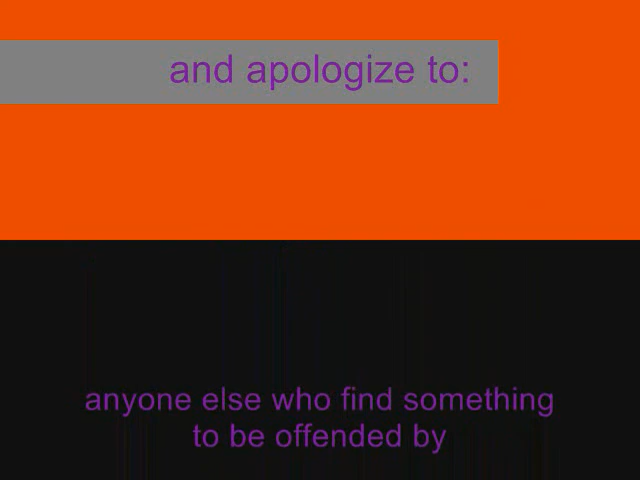 and apologize to:
anyone else who find something
to be offended by